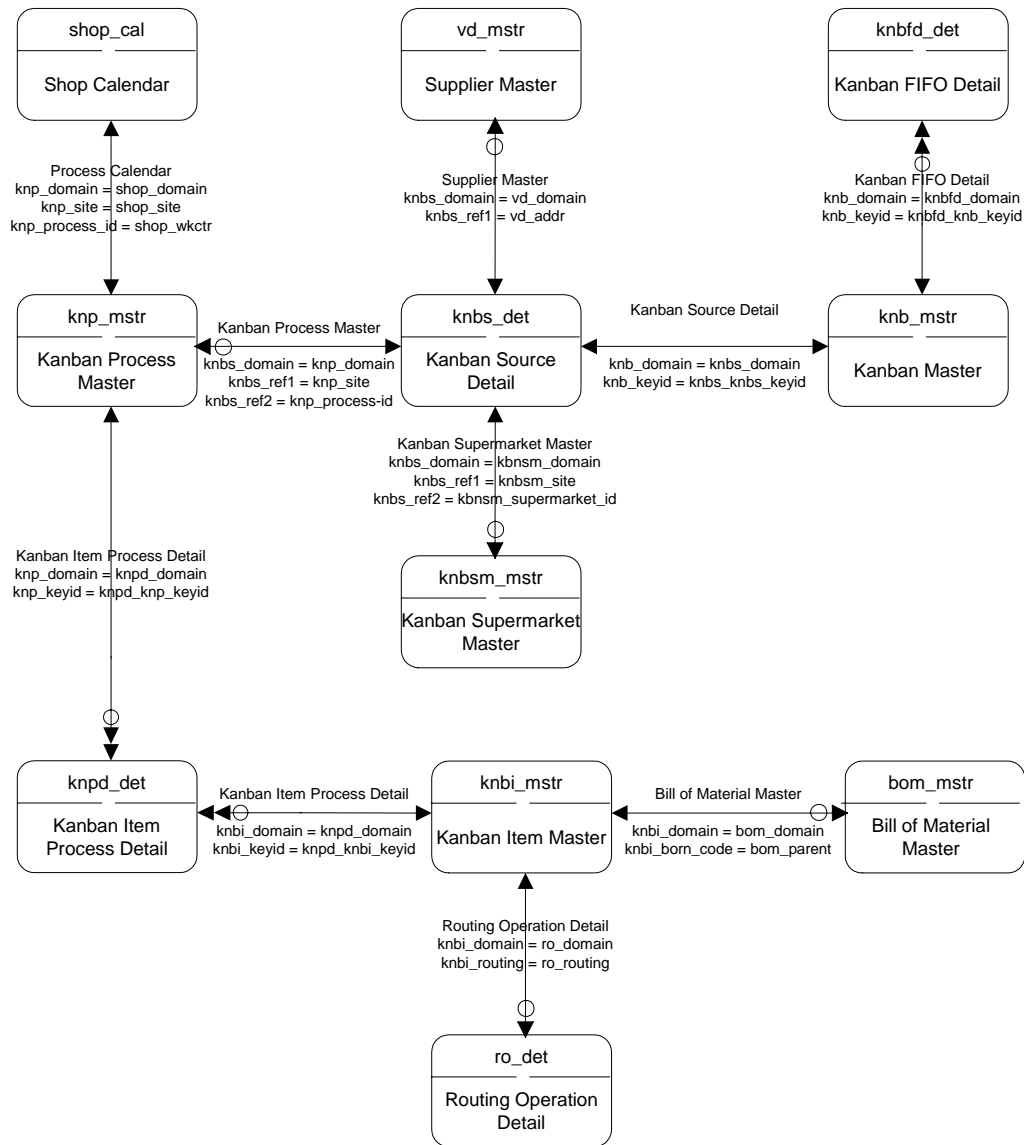 shop_cal
Shop Calendar
vd_mstr
Supplier Master
knbfd_det
Kanban FIFO Detail
Process Calendar
knp_domain = shop_domain
knp_site = shop_site
knp_process_id = shop_wkctr
Supplier Master
knbs_domain = vd_domain
knbs_ref1 = vd_addr
Kanban FIFO Detail
knb_domain = knbfd_domain
knb_keyid = knbfd_knb_keyid
knp_mstr
Kanban Process
Master
Kanban Process Master
knbs_domain = knp_domain
knbs_ref1 = knp_site
knbs_ref2 = knp_process-id
knbs_det
Kanban Source
Detail
Kanban Source Detail
knb_domain = knbs_domain
knb_keyid = knbs_knbs_keyid
knb_mstr
Kanban Master
Kanban Supermarket Master
knbs_domain = kbnsm_domain
knbs_ref1 = knbsm_site
knbs_ref2 = kbnsm_supermarket_id
knbsm_mstr
Kanban Supermarket
Master
Kanban Item Process Detail
knp_domain = knpd_domain
knp_keyid = knpd_knp_keyid
knpd_det
Kanban Item
Process Detail
Kanban Item Process Detail
knbi_domain = knpd_domain
knbi_keyid = knpd_knbi_keyid
knbi_mstr
Kanban Item Master
Bill of Material Master
knbi_domain = bom_domain
knbi_born_code = bom_parent
bom_mstr
Bill of Material
Master
Routing Operation Detail
knbi_domain = ro_domain
knbi_routing = ro_routing
ro_det
Routing Operation
Detail